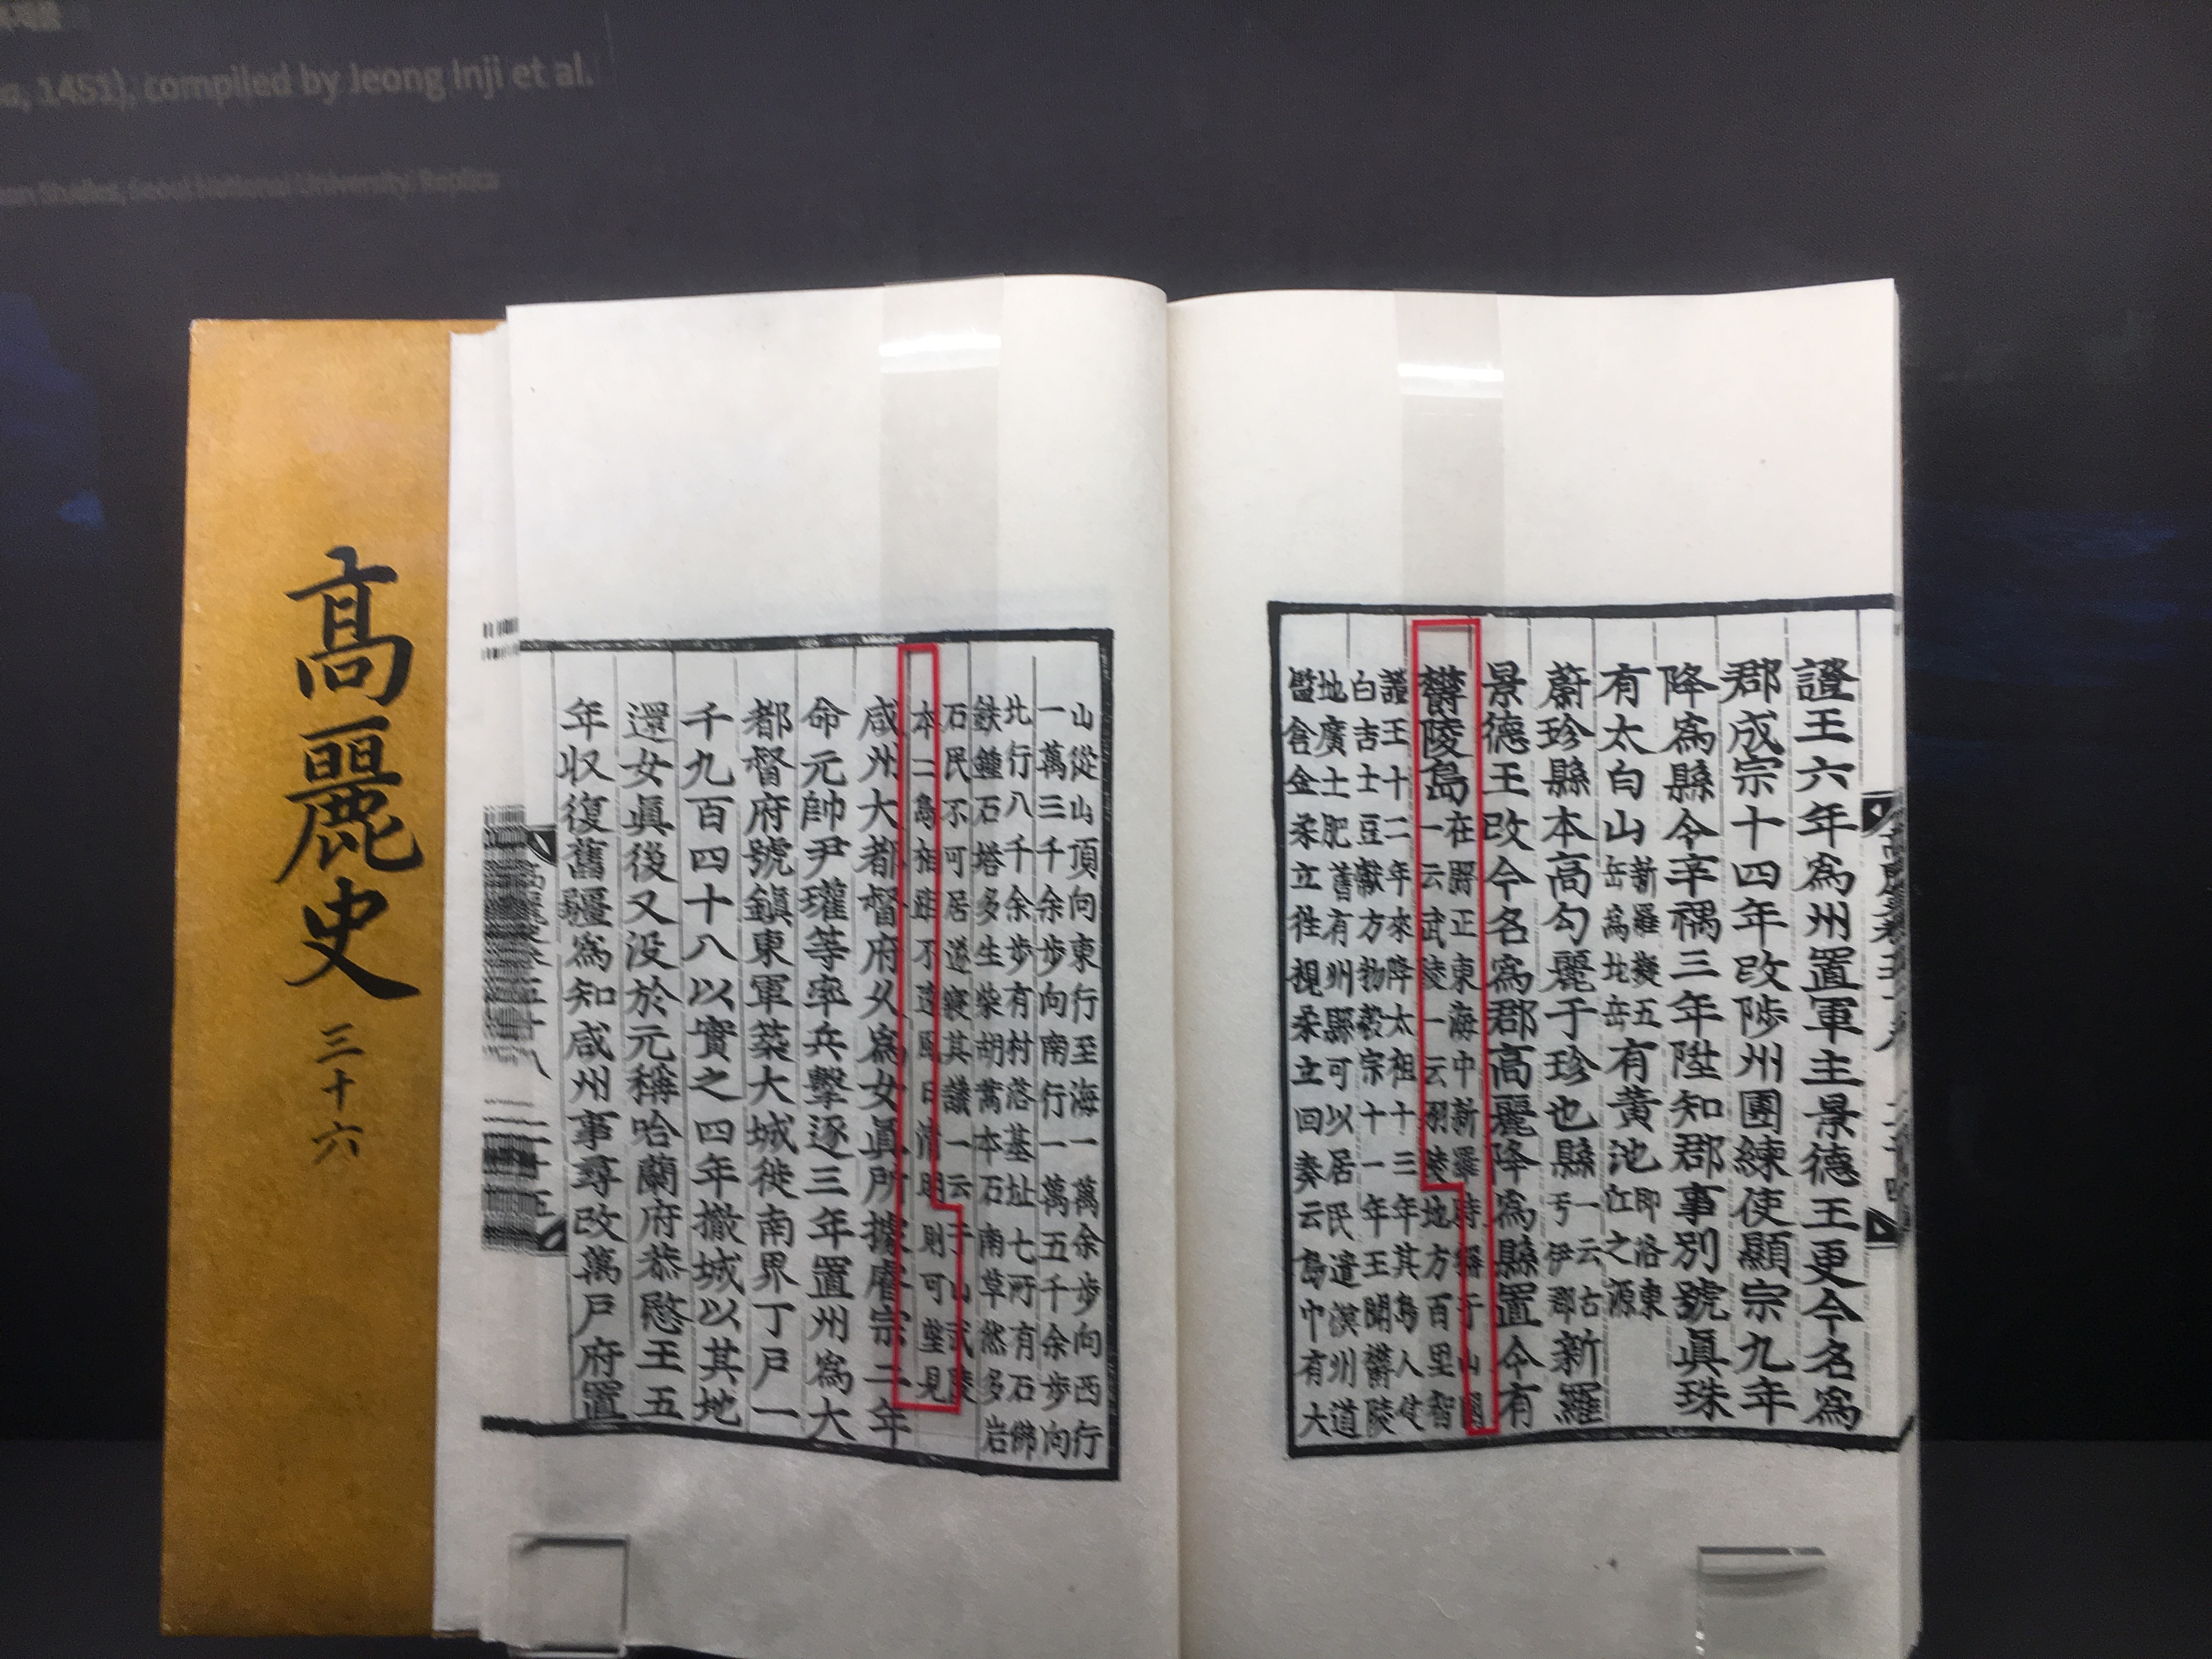 1451), compiled by Jeong Inji et al.
Studies, Seoul National University. Replica
高麗史
三十六
證王六年爲州置軍主景德王更今名爲
郡成宗十四年改陟州團練使顯宗九年
降爲縣令辛禑三年陞知郡事別號眞珠
有太白山新羅擬五岳爲北岳有黃池卽洛東江之源
蔚珍縣本高勾麗于珍也縣一云古亐伊郡新羅
景德王改今名爲郡高麗降爲縣置令有
鬱陵島在縣正東海中新羅時稱于山國
一云武陵一云羽陵地方百里智
證王十二年來降太祖十三年其島人使
白吉土豆獻方物毅宗十一年王聞鬱陵
地廣土肥舊有州縣可以居民遣溟州道
監倉金柔立往視柔立回奏云島中有大
山從山頂向東行至海一萬余步向西行
一萬三千余步向南行一萬五千余步向
北行八千余步有村落基址七所有石佛
鉄鍾石塔多生柴胡蒿本石南草然多岩
石民不可居遂寢其議一云于山武陵
本二島相距不遠風日淸明則可望見
咸州大都督府久爲女眞所據睿宗二年
命元帥尹瓘等率兵擊逐三年置州爲大
都督府號鎭東軍築大城徙南界丁戶一
千九百四十八以實之四年撤城以其地
還女眞後又没於元稱哈蘭府恭愍王五
年收復舊疆爲知咸州事尋改萬戶府置